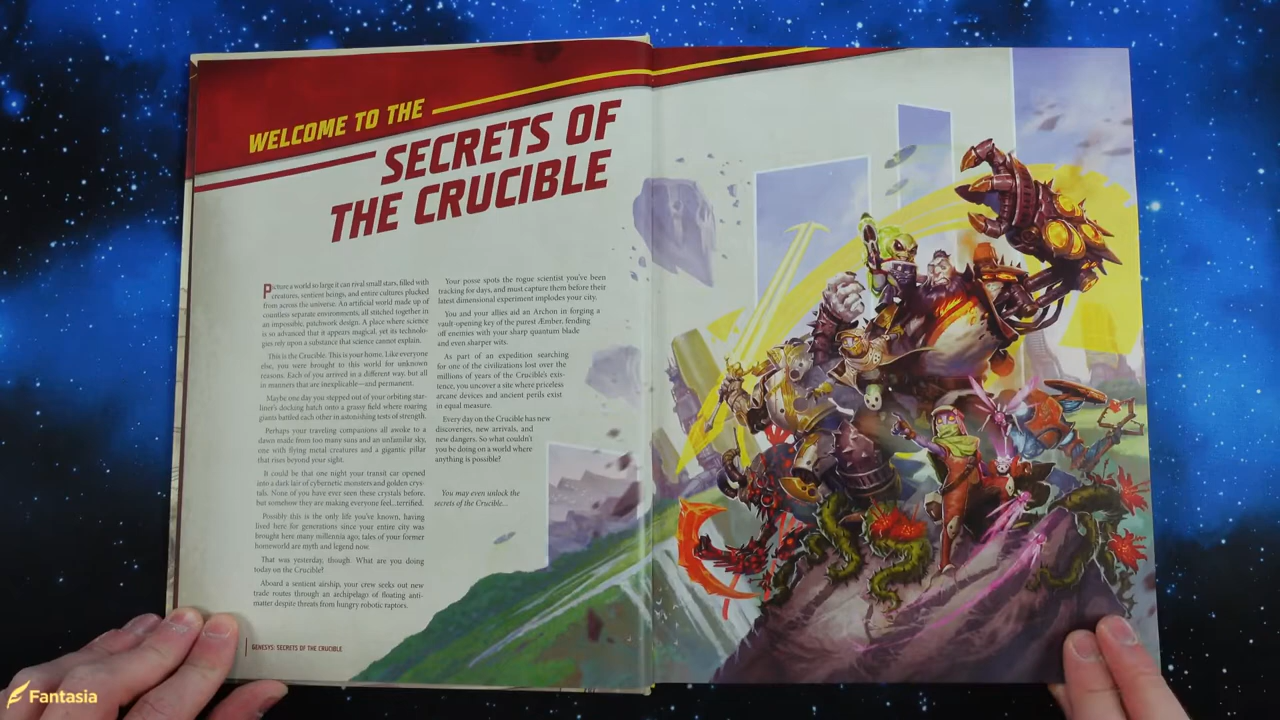 WELCOME TO THE
SECRETS OF
THE CRUCIBLE
Picture a world so large it can rival small stars, filled with
creatures, sentient beings, and entire cultures plucked
from across the universe. An artificial world made up of
countless separate environments, all stitched together in
an impossible, patchwork design. A place where science
is so advanced that it appears magical, yet its technolo-
gies rely upon a substance that science cannot explain.
This is the Crucible. This is your home. Like everyone
else, you were brought to this world for unknown
reasons. Each of you arrived in a different way, but all
in manners that are inexplicable—and permanent.
Maybe one day you stepped out of your orbiting star-
liner's docking hatch onto a grassy field where roaring
giants battled each other in astonishing tests of strength.
Perhaps your traveling companions all awoke to a
dawn made from too many suns and an unfamiliar sky,
one with flying metal creatures and a gigantic pillar
that rises beyond your sight.
It could be that one night your transit car opened
into a dark lair of cybernetic monsters and golden crys-
tals. None of you have ever seen these crystals before,
but somehow they are making everyone feel...terrified.
Possibly this is the only life you've known, having
lived here for generations since your entire city was
brought here many millennia ago; tales of your former
homeworld are myth and legend now.
That was yesterday, though. What are you doing
today on the Crucible?
Aboard a sentient airship, your crew seeks out new
trade routes through an archipelago of floating anti-
matter despite threats from hungry robotic raptors.
Your posse spots the rogue scientist you've been
tracking for days, and must capture them before their
latest dimensional experiment implodes your city.
You and your allies aid an Archon in forging a
vault-opening key of the purest Æmber, fending
off enemies with your sharp quantum blade
and even sharper wits.
As part of an expedition searching
for one of the civilizations lost over the
millions of years of the Crucible's exis-
tence, you uncover a site where priceless
arcane devices and ancient perils exist
in equal measure.
Every day on the Crucible has new
discoveries, new arrivals, and
new dangers. So what couldn't
you be doing on a world where
anything is possible?
You may even unlock the
secrets of the Crucible...
GENESYS: SECRETS OF THE CRUCIBLE
Fantasia